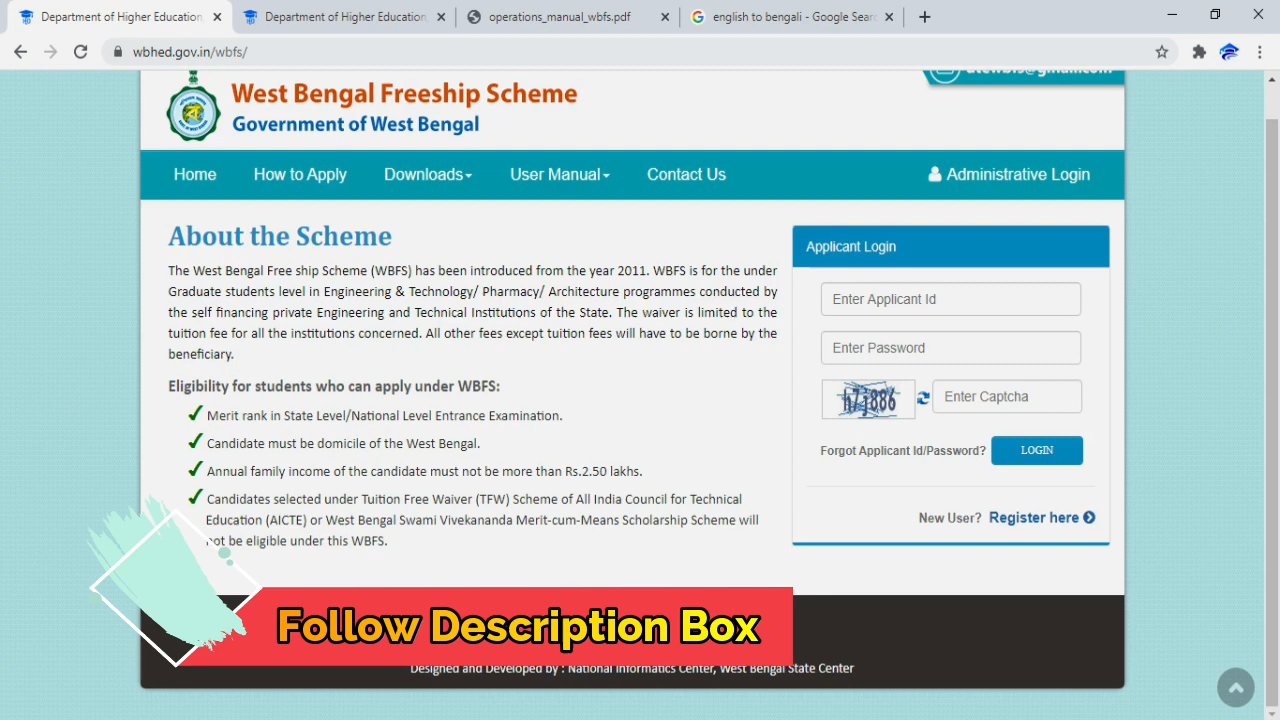 Department of Higher Education,
Department of Higher Education,
operations_manual_wbfs.pdf
english to bengali - Google Sear
wbhed.gov.in/wbfs/
West Bengal Freeship Scheme
Government of West Bengal
Home How to Apply Downloads User Manual Contact Us Administrative Login
About the Scheme
The West Bengal Free ship Scheme (WBFS) has been introduced from the year 2011. WBFS is for the under
Graduate students level in Engineering & Technology/ Pharmacy/ Architecture programmes conducted by
the self financing private Engineering and Technical Institutions of the State. The waiver is limited to the
tuition fee for all the institutions concerned. All other fees except tuition fees will have to be borne by the
beneficiary.
Eligibility for students who can apply under WBFS:
Merit rank in State Level/National Level Entrance Examination.
Candidate must be domicile of the West Bengal.
Annual family income of the candidate must not be more than Rs.2.50 lakhs.
Candidates selected under Tuition Free Waiver (TFW) Scheme of All India Council for Technical
Education (AICTE) or West Bengal Swami Vivekananda Merit-cum-Means Scholarship Scheme will
not be eligible under this WBFS.
Applicant Login
Enter Applicant Id
Enter Password
h7j886
Enter Captcha
Forgot Applicant Id/Password? LOGIN
New User? Register here
Follow Description Box
Designed and Developed by : National Informatics Center, West Bengal State Center